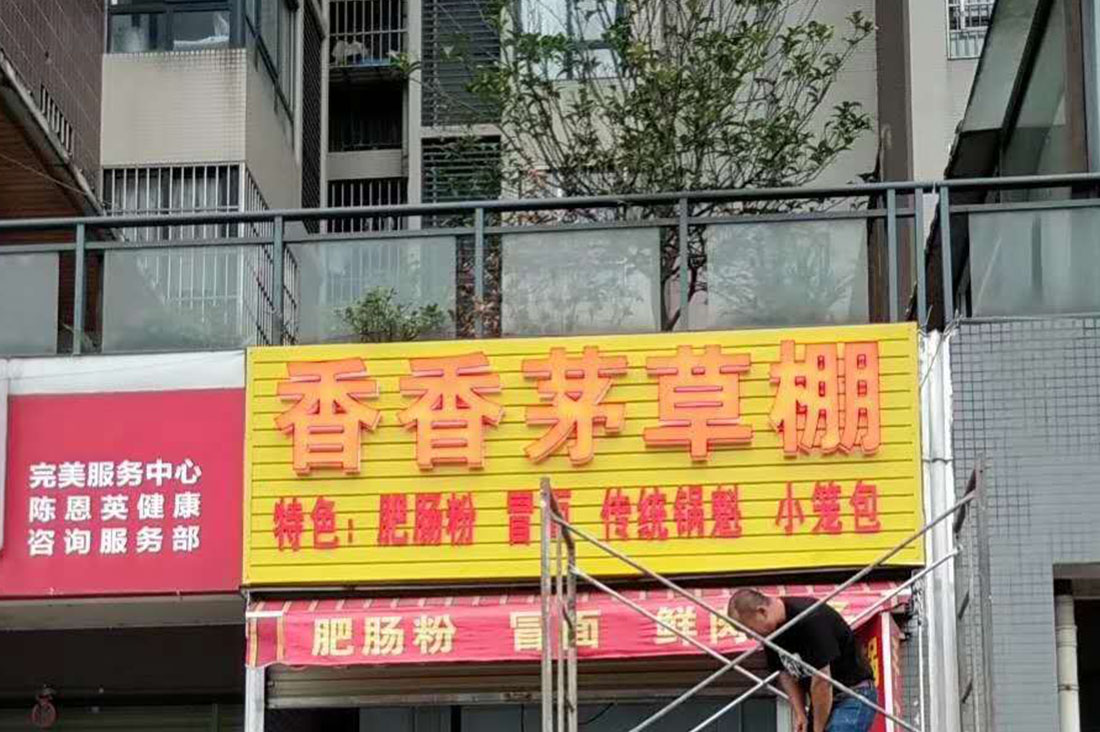 香香茅草棚
特色：肥肠粉 冒面 传统锅魁 小笼包
完美服务中心
陈恩英健康
咨询服务部
肥肠粉 冒面 鲜肉